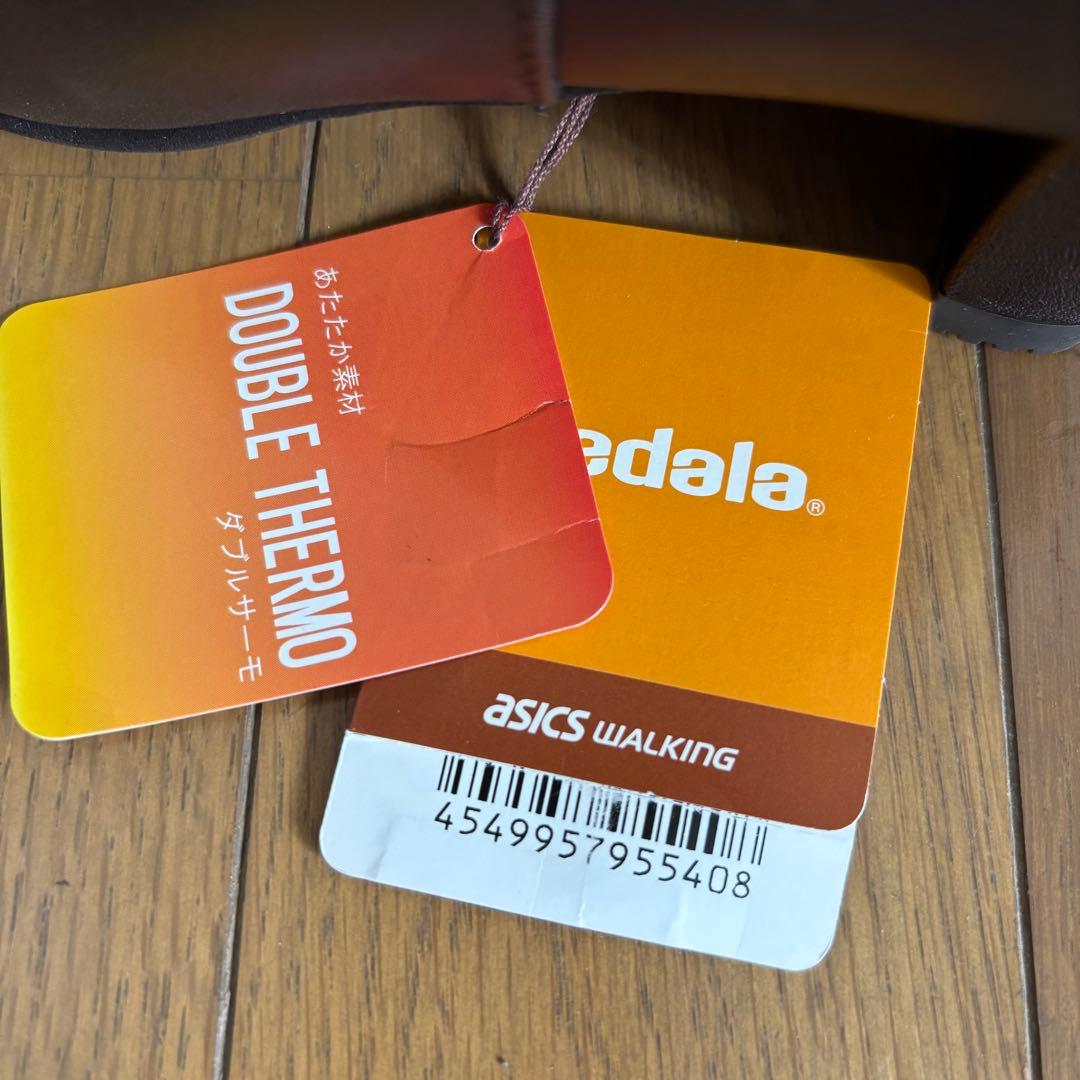 あたたか素材
DOUBLE THERMO
ダブルサーモ
edala®
asics WALKING
4549957955408